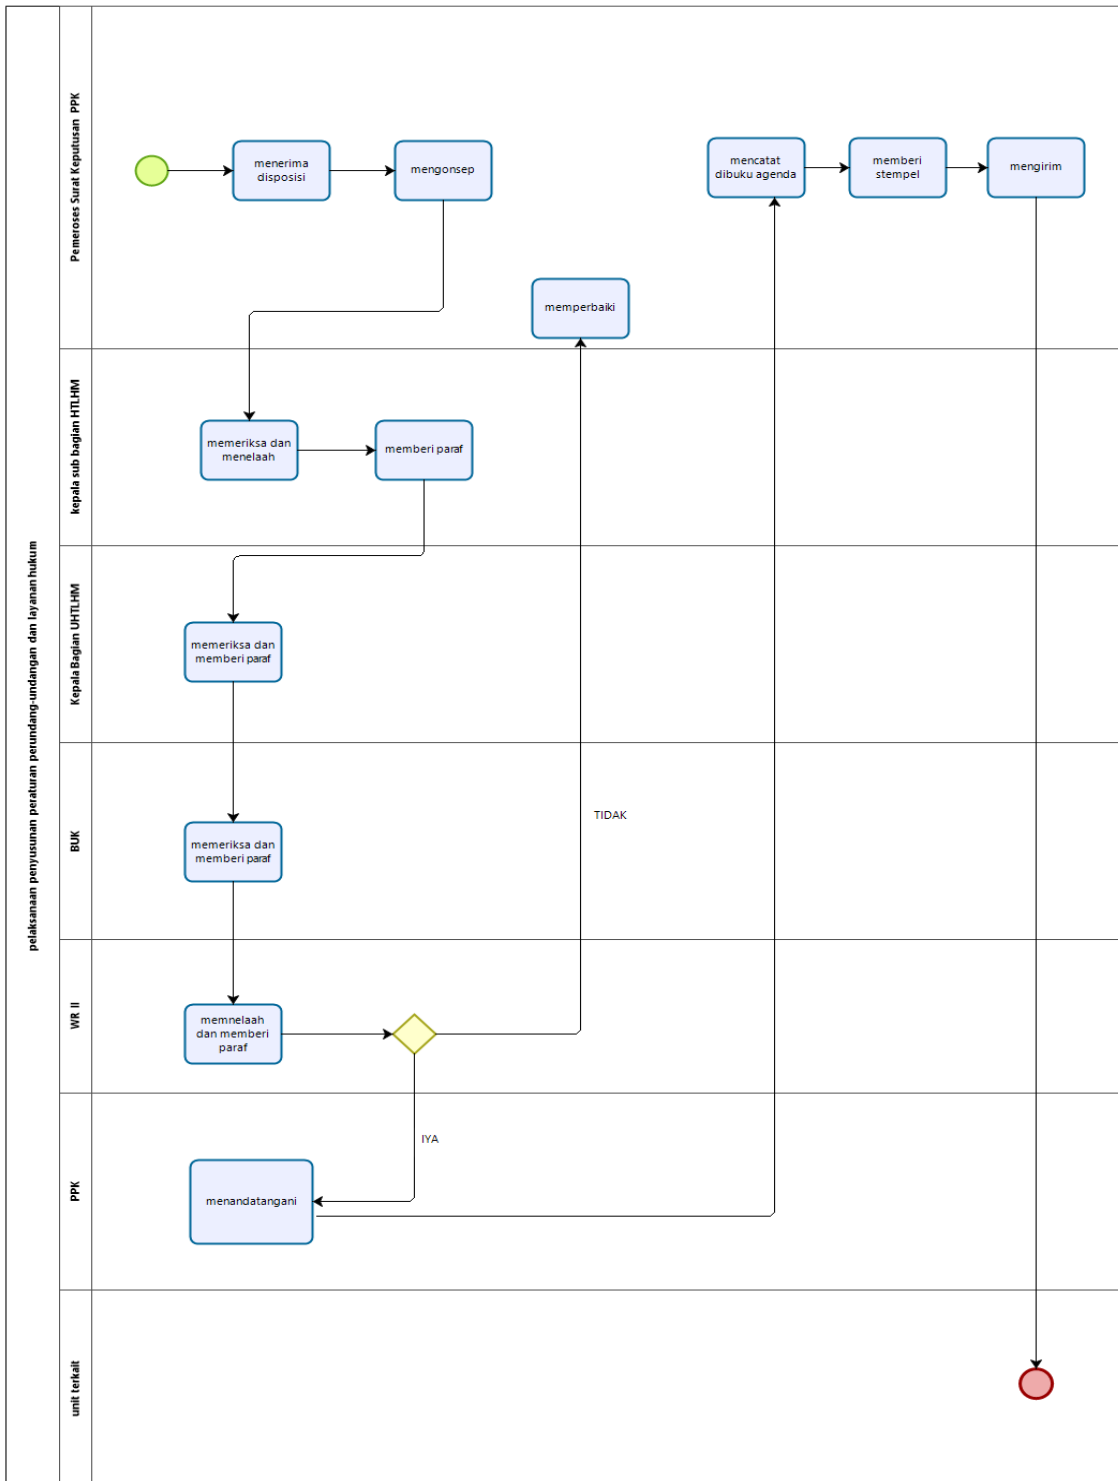 pelaksanaan penyusunan peraturan perundang-undangan dan layanan hukum
Pemeroses Surat Keputusan PPK
menerima
disposisi
mengonsep
mencatat
dibuku agenda
memberi
stempel
mengirim
memperbaiki
kepala sub bagian HTLHM
memeriksa dan
menelaah
memberi paraf
Kepala Bagian UHTLHM
memeriksa dan
memberi paraf
BUK
memeriksa dan
memberi paraf
TIDAK
WR II
memnelaah
dan memberi
paraf
PPK
IYA
menandatangani
unit terkait